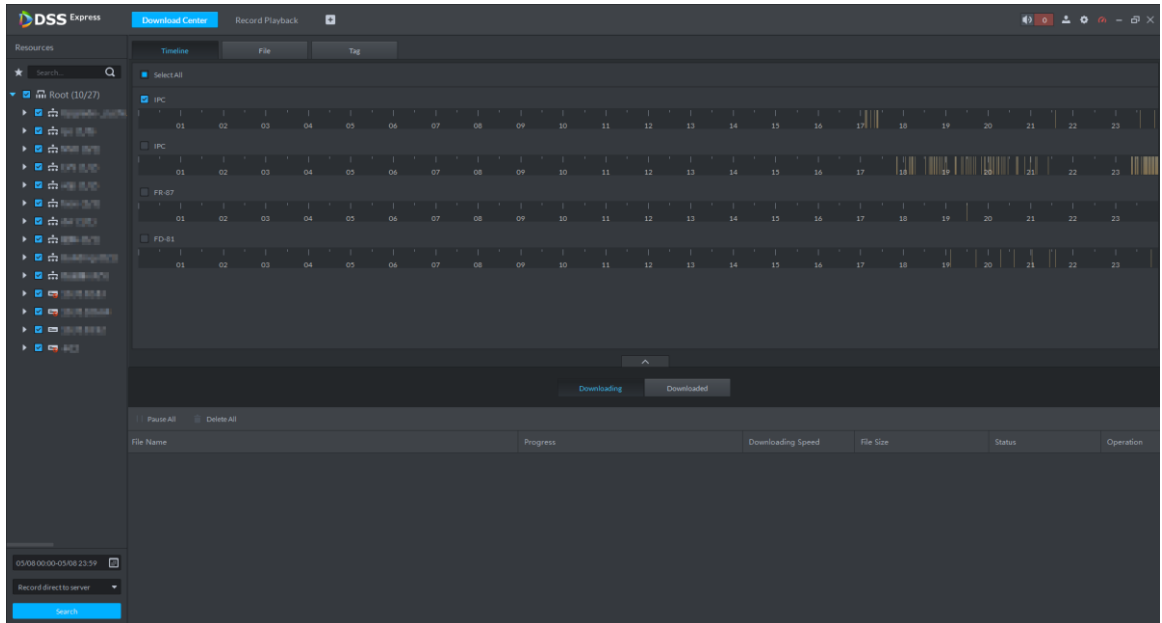 DSS Express
Download Center Record Playback
0
Resources
Timeline File Tag
Search...
Select All
Root (10/27)
IPC
01 02 03 04 05 06 07 08 09 10 11 12 13 14 15 16 17 18 19 20 21 22 23
IPC
01 02 03 04 05 06 07 08 09 10 11 12 13 14 15 16 17 18 19 20 21 22 23
FR-87
01 02 03 04 05 06 07 08 09 10 11 12 13 14 15 16 17 18 19 20 21 22 23
FD-81
01 02 03 04 05 06 07 08 09 10 11 12 13 14 15 16 17 18 19 20 21 22 23
Downloading Downloaded
Pause All Delete All
File Name Progress Downloading Speed File Size Status Operation
05/08 00:00-05/08 23:59
Record direct to server
Search